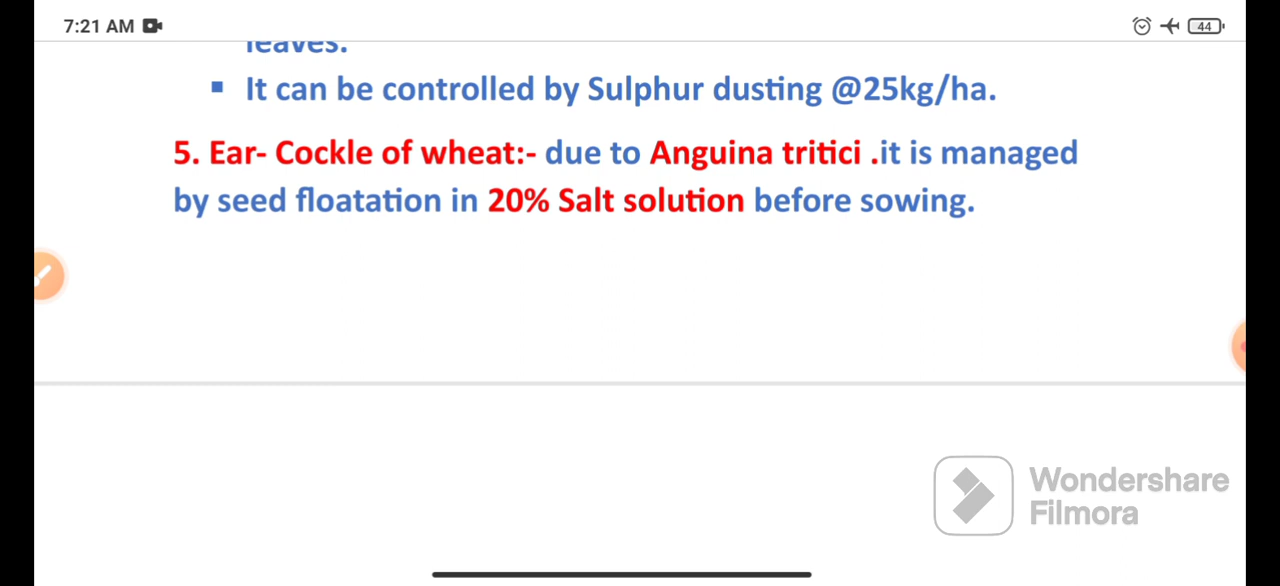 7:21 AM
44
leaves.
▪ It can be controlled by Sulphur dusting @25kg/ha.
5. Ear- Cockle of wheat:- due to Anguina tritici .it is managed
by seed floatation in 20% Salt solution before sowing.
Wondershare
Filmora